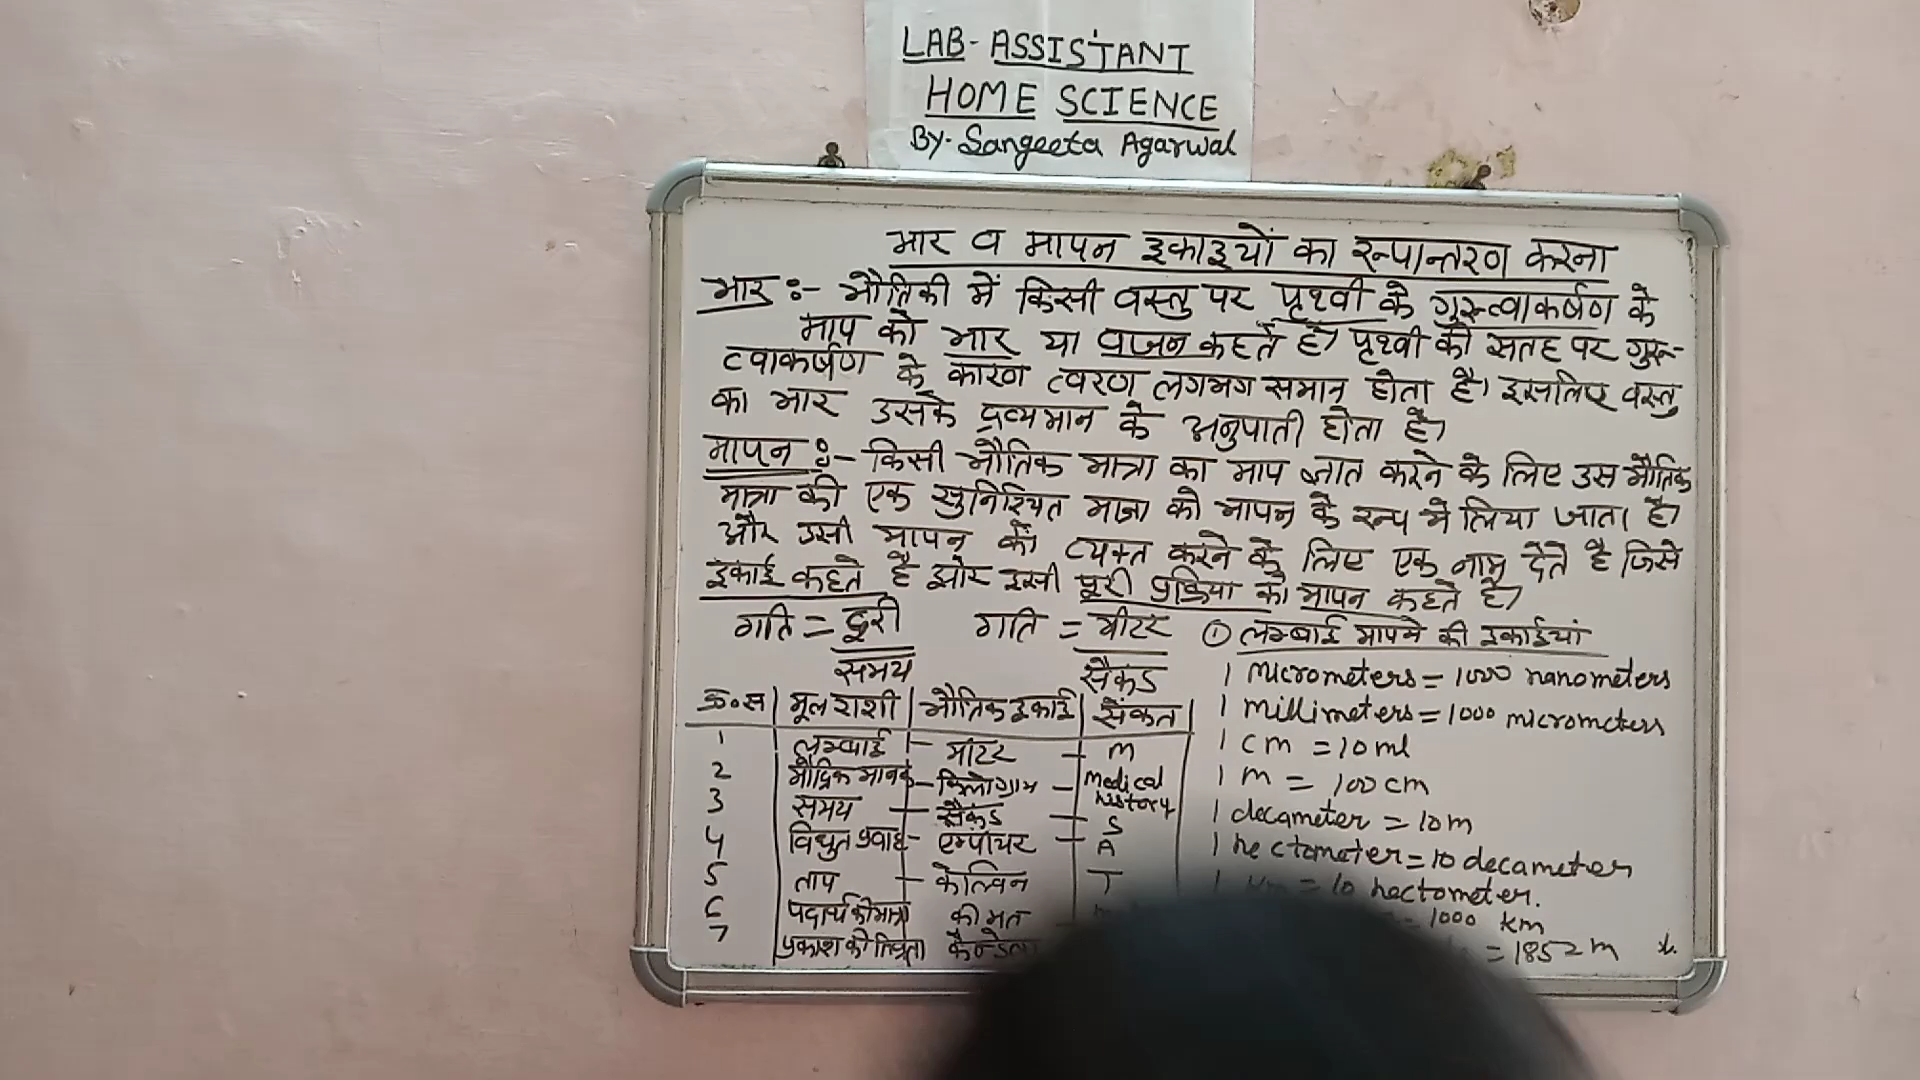 LAB-ASSISTANT
HOME SCIENCE
By-Sangeeta Agarwal
भार व मापन इकाइयों का रूपान्तरण करना
भार :- भौतिकी में किसी वस्तु पर पृथ्वी के गुरूत्वाकर्षण के
माप को भार या वजन कहते है। पृथ्वी की सतह पर गुरू-
त्वाकर्षण के कारण त्वरण लगभग समान होता है। इसलिए वस्तु
का भार उसके द्रव्यमान के अनुपाती होता है।
मापन :- किसी भौतिक मात्रा का माप ज्ञात करने के लिए उस भौतिक
मात्रा की एक सुनिश्चित मात्रा को मापन के रूप मे लिया जाता है।
और उसी मापन को व्यक्त करने के लिए एक नाम देते है जिसे
इकाई कहते है और इसी पूरी प्रक्रिया को मापन कहते है।
गति = दूरी
समय
गति = मीटर
सैकंड
क्र॰स | मूल राशी | भौतिक इकाई | सैंकत
1 लम्बाई - मीटर - m
2 मौद्रिक मानक - किलोग्राम - Medical history
3 समय - सैकंड - S
4 विधुत प्रवाह - एम्पीयर - A
5 ताप - केल्विन - T
6 पदार्थ की मात्रा की मत
7 प्रकाश की तिव्रता
① लम्बाई मापने की इकाईयां
1 micrometers = 1000 nanometers
1 millimeters = 1000 micrometers
1 cm = 10 ml
1 m = 100 cm
1 decameter = 10m
1 hectometer = 10 decameter
= 10 hectometer.
= 1000 km
= 1852 m